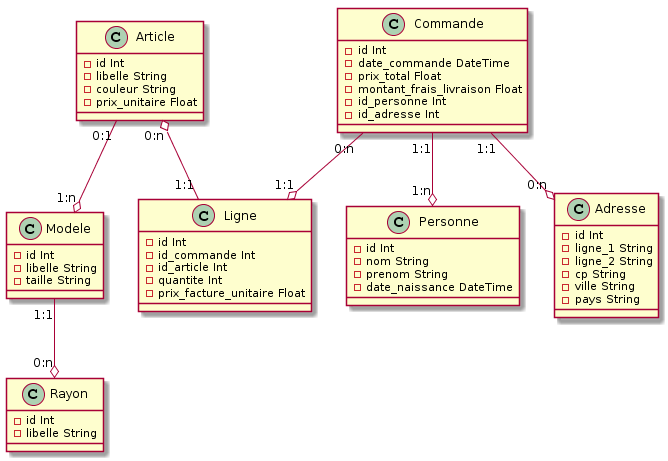 C Article
id Int
libelle String
couleur String
prix_unitaire Float
C Commande
id Int
date_commande DateTime
prix_total Float
montant_frais_livraison Float
id_personne Int
id_adresse Int
0:1
0:n
0:n
1:1
1:1
1:n
1:1
1:1
1:n
0:n
C Modele
id Int
libelle String
taille String
C Ligne
id Int
id_commande Int
id_article Int
quantite Int
prix_facture_unitaire Float
C Personne
id Int
nom String
prenom String
date_naissance DateTime
C Adresse
id Int
ligne_1 String
ligne_2 String
cp String
ville String
pays String
1:1
0:n
C Rayon
id Int
libelle String